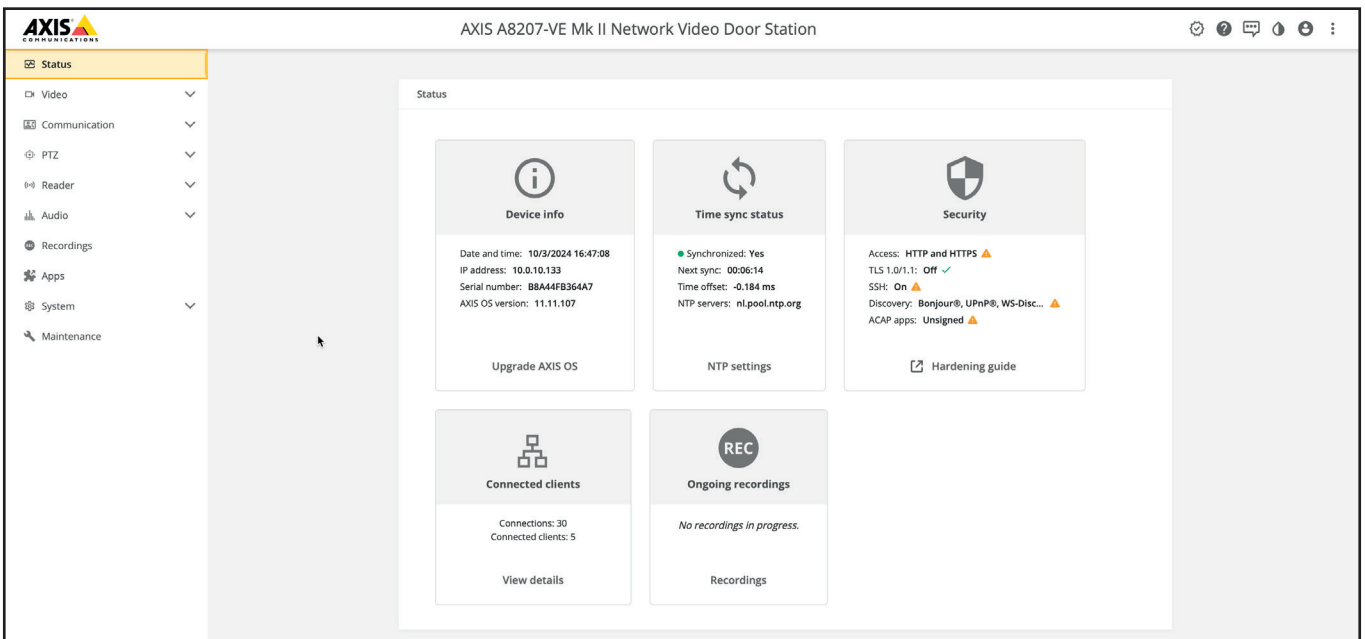 AXIS
COMMUNICATIONS
AXIS A8207-VE Mk II Network Video Door Station
Status
Video
Communication
PTZ
Reader
Audio
Recordings
Apps
System
Maintenance
Status
Device info
Date and time: 10/3/2024 16:47:08
IP address: 10.0.10.133
Serial number: B8A44FB364A7
AXIS OS version: 11.11.107
Upgrade AXIS OS
Time sync status
Synchronized: Yes
Next sync: 00:06:14
Time offset: -0.184 ms
NTP servers: nl.pool.ntp.org
NTP settings
Security
Access: HTTP and HTTPS
TLS 1.0/1.1: Off
SSH: On
Discovery: Bonjour®, UPnP®, WS-Disc...
ACAP apps: Unsigned
Hardening guide
Connected clients
Connections: 30
Connected clients: 5
View details
REC
Ongoing recordings
No recordings in progress.
Recordings